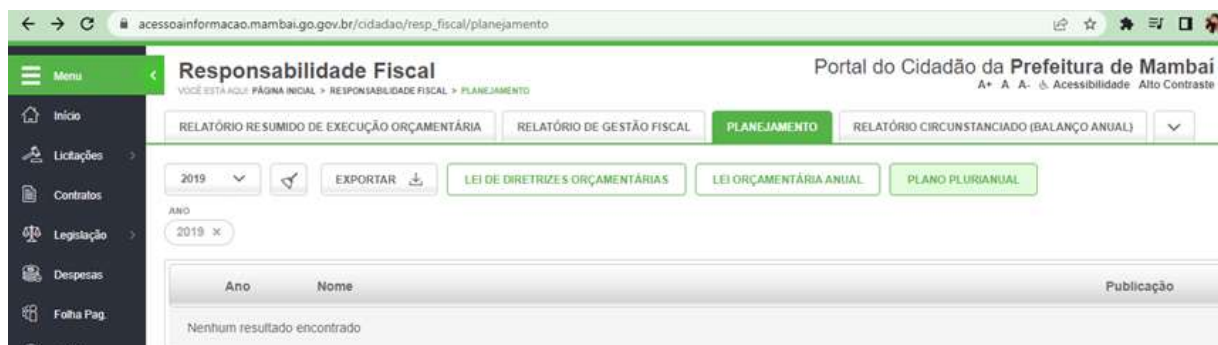 acessoainformacao.mambai.go.gov.br/cidadao/resp_fiscal/planejamento
Menu
Responsabilidade Fiscal
Portal do Cidadão da Prefeitura de Mambaí
VOCÊ ESTÁ AQUI: PÁGINA INICIAL > RESPONSABILIDADE FISCAL > PLANEJAMENTO
A+ A A- Acessibilidade Alto Contraste
Início
RELATÓRIO RESUMIDO DE EXECUÇÃO ORÇAMENTÁRIA
RELATÓRIO DE GESTÃO FISCAL
PLANEJAMENTO
RELATÓRIO CIRCUNSTANCIADO (BALANÇO ANUAL)
Licitações
2019
EXPORTAR
LEI DE DIRETRIZES ORÇAMENTÁRIAS
LEI ORÇAMENTÁRIA ANUAL
PLANO PLURIANUAL
Contratos
ANO
2019 ×
Legislação
Despesas
Ano Nome Publicação
Folha Pag.
Nenhum resultado encontrado